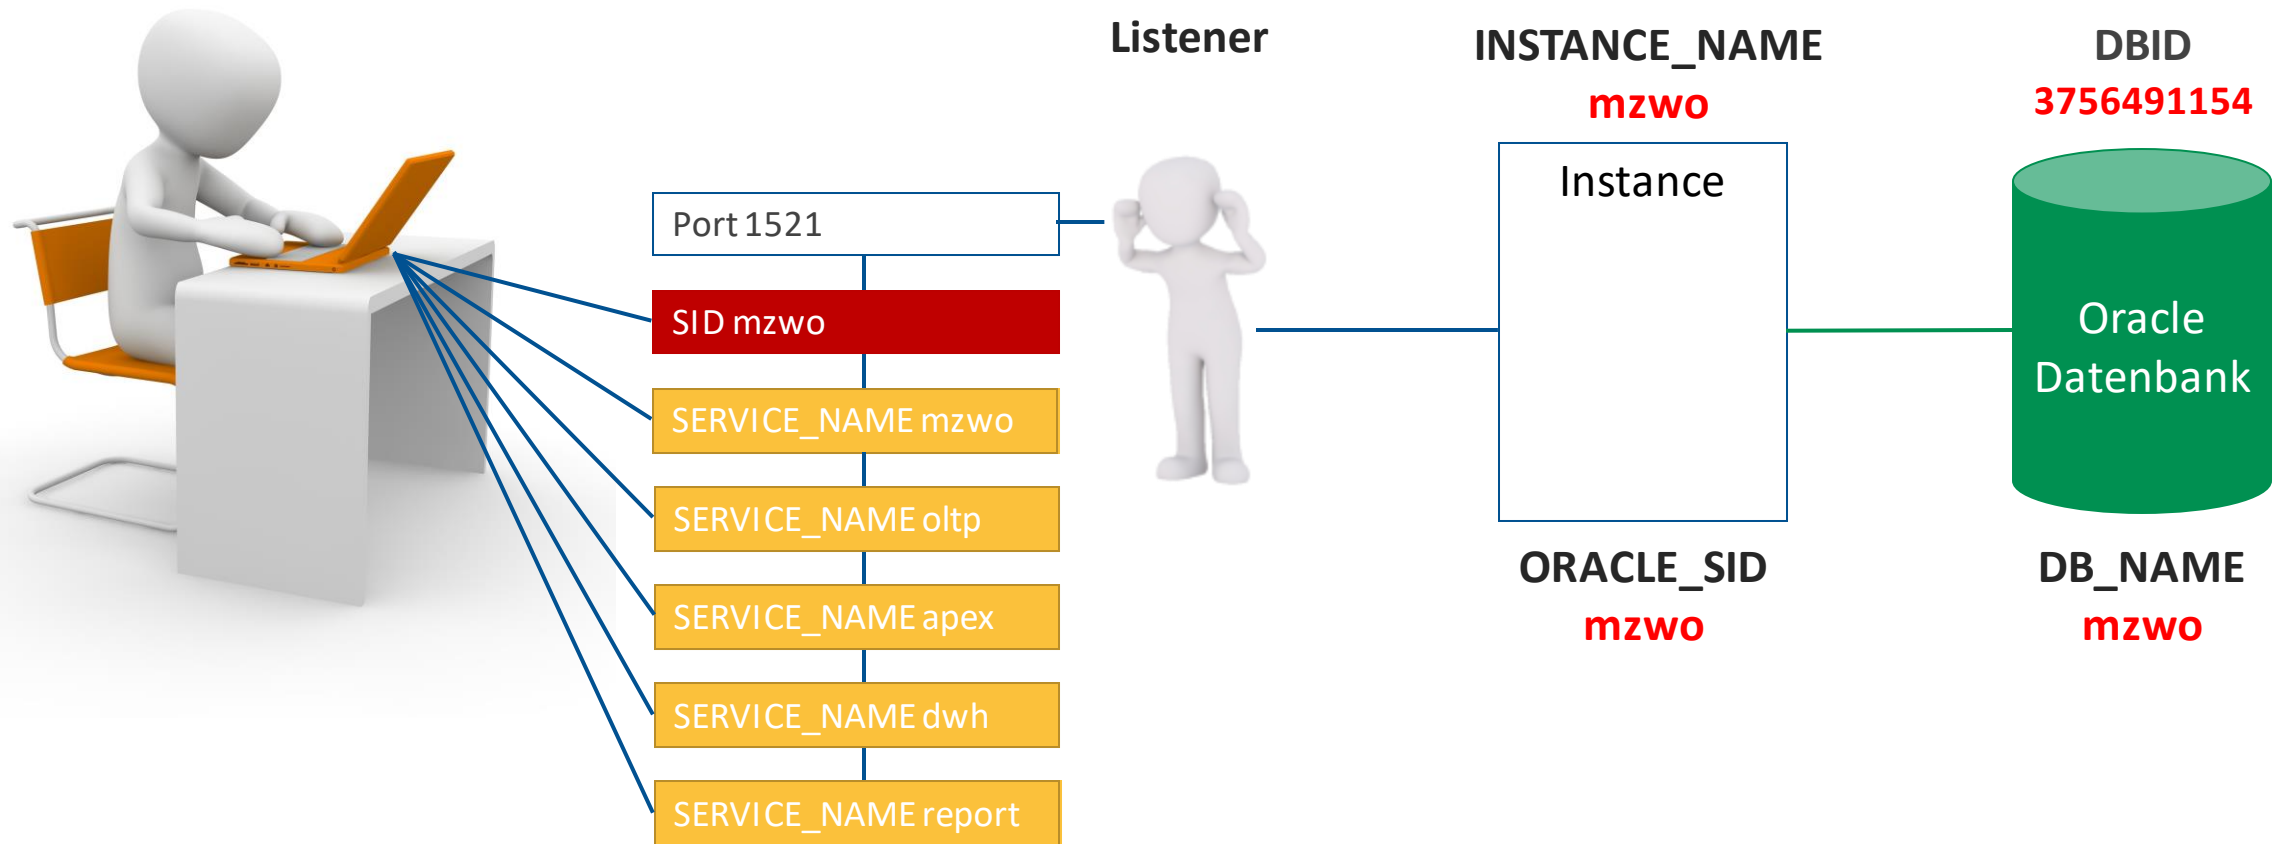 Listener
INSTANCE_NAME
mzwo
DBID
3756491154
Port 1521
SID mzwo
SERVICE_NAME mzwo
SERVICE_NAME oltp
SERVICE_NAME apex
SERVICE_NAME dwh
SERVICE_NAME report
Instance
ORACLE_SID
mzwo
Oracle
Datenbank
DB_NAME
mzwo